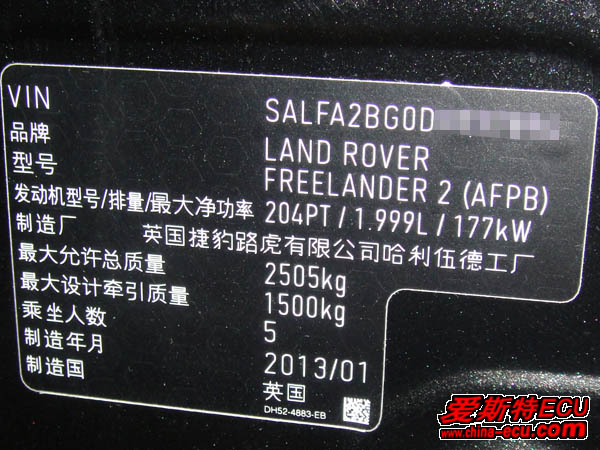 VIN SALFA2BG0D
品牌 LAND ROVER
型号 FREELANDER 2 (AFPB)
发动机型号/排量/最大净功率 204PT / 1.999L / 177kW
制造厂 英国捷豹路虎有限公司哈利伍德工厂
最大允许总质量 2505kg
最大设计牵引质量 1500kg
乘坐人数 5
制造年月 2013/01
制造国 英国
DH52-4883-EB
爱斯特ECU
www.china-ecu.com